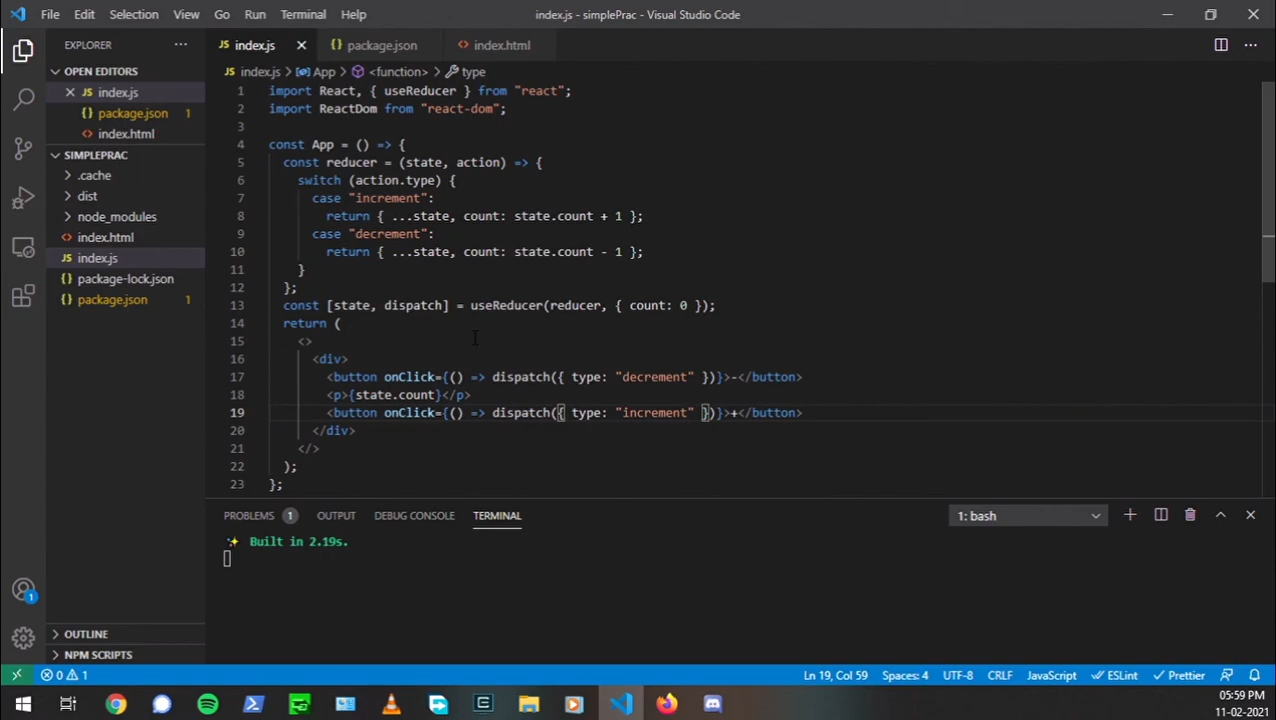 File Edit Selection View Go Run Terminal Help index.js - simplePrac - Visual Studio Code
EXPLORER
OPEN EDITORS
index.js
package.json 1
index.html
SIMPLEPRAC
.cache
dist
node_modules
index.html
JS index.js
{} package-lock.json
{} package.json 1
OUTLINE
NPM SCRIPTS
JS index.js {} package.json index.html
JS index.js > App > <function> > type
1 import React, { useReducer } from "react";
2 import ReactDom from "react-dom";
3
4 const App = () => {
5 const reducer = (state, action) => {
6 switch (action.type) {
7 case "increment":
8 return { ...state, count: state.count + 1 };
9 case "decrement":
10 return { ...state, count: state.count - 1 };
11 }
12 };
13 const [state, dispatch] = useReducer(reducer, { count: 0 });
14 return (
15 <>
16 <div>
17 <button onClick={() => dispatch({ type: "decrement" })}>-</button>
18 <p>{state.count}</p>
19 <button onClick={() => dispatch({ type: "increment" })}>+</button>
20 </div>
21 </>
22 );
23 };
PROBLEMS 1 OUTPUT DEBUG CONSOLE TERMINAL 1: bash
Built in 2.19s.
1
0 1 Ln 19, Col 59 Spaces: 4 UTF-8 CRLF JavaScript ESLint Prettier
05:59 PM
11-02-2021